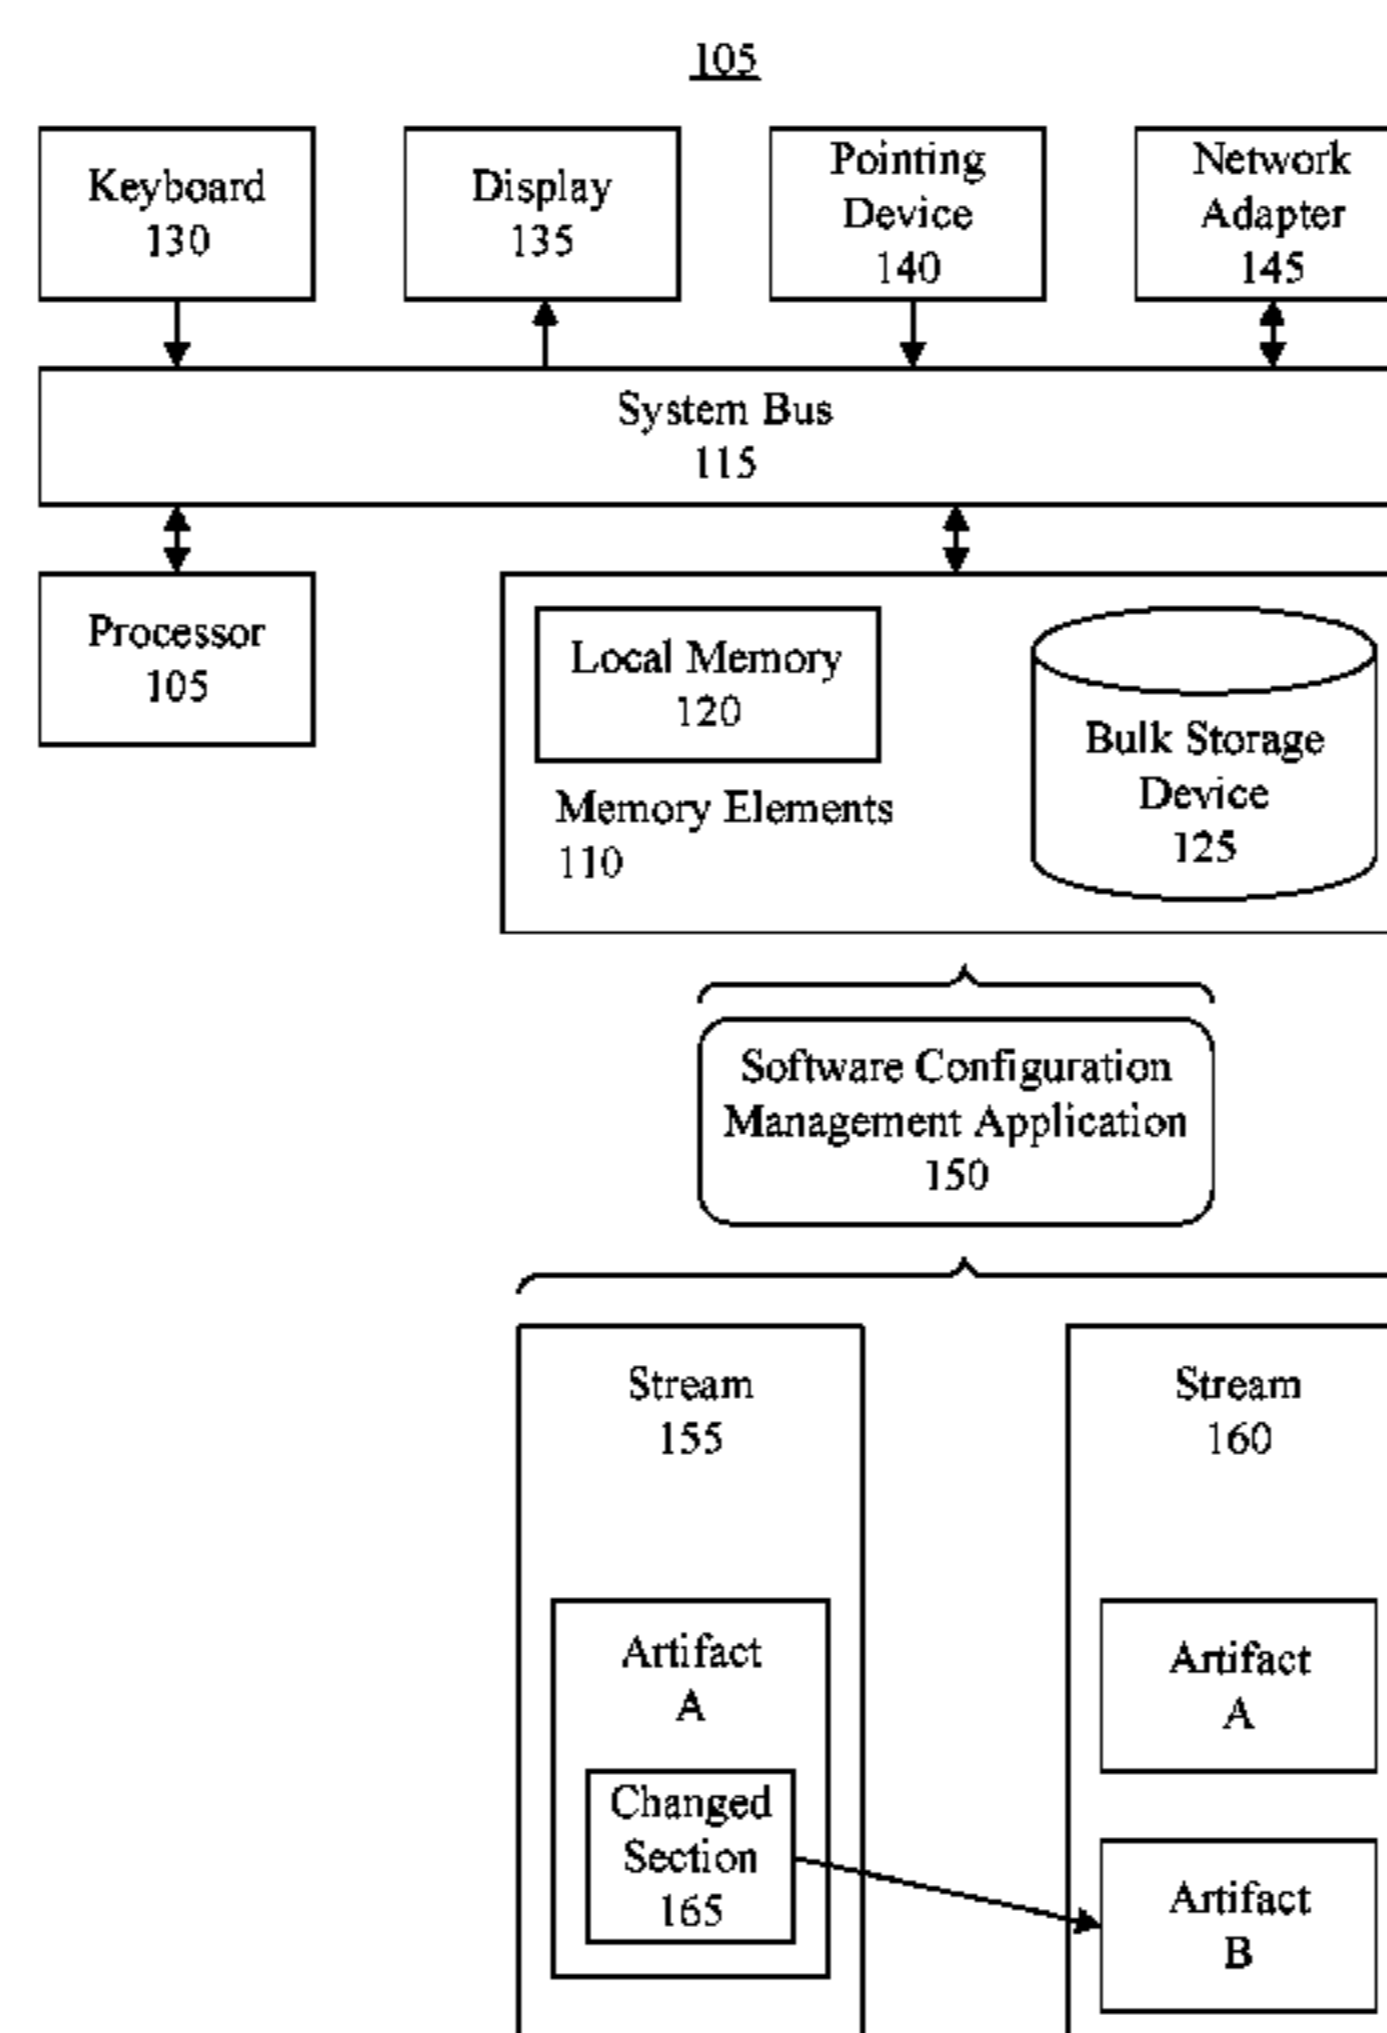 105
Keyboard
130
Display
135
Pointing
Device
140
Network
Adapter
145
System Bus
115
Processor
105
Local Memory
120
Memory Elements
110
Bulk Storage
Device
125
Software Configuration
Management Application
150
Stream
155
Artifact
A
Changed
Section
165
Stream
160
Artifact
A
Artifact
B